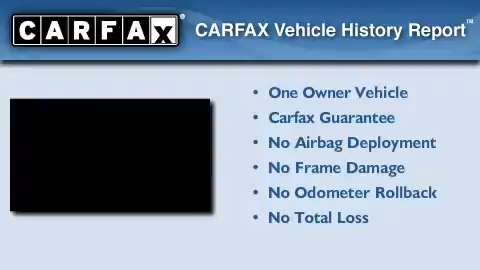 CARFAX® CARFAX Vehicle History Report™
• One Owner Vehicle
• Carfax Guarantee
• No Airbag Deployment
• No Frame Damage
• No Odometer Rollback
• No Total Loss